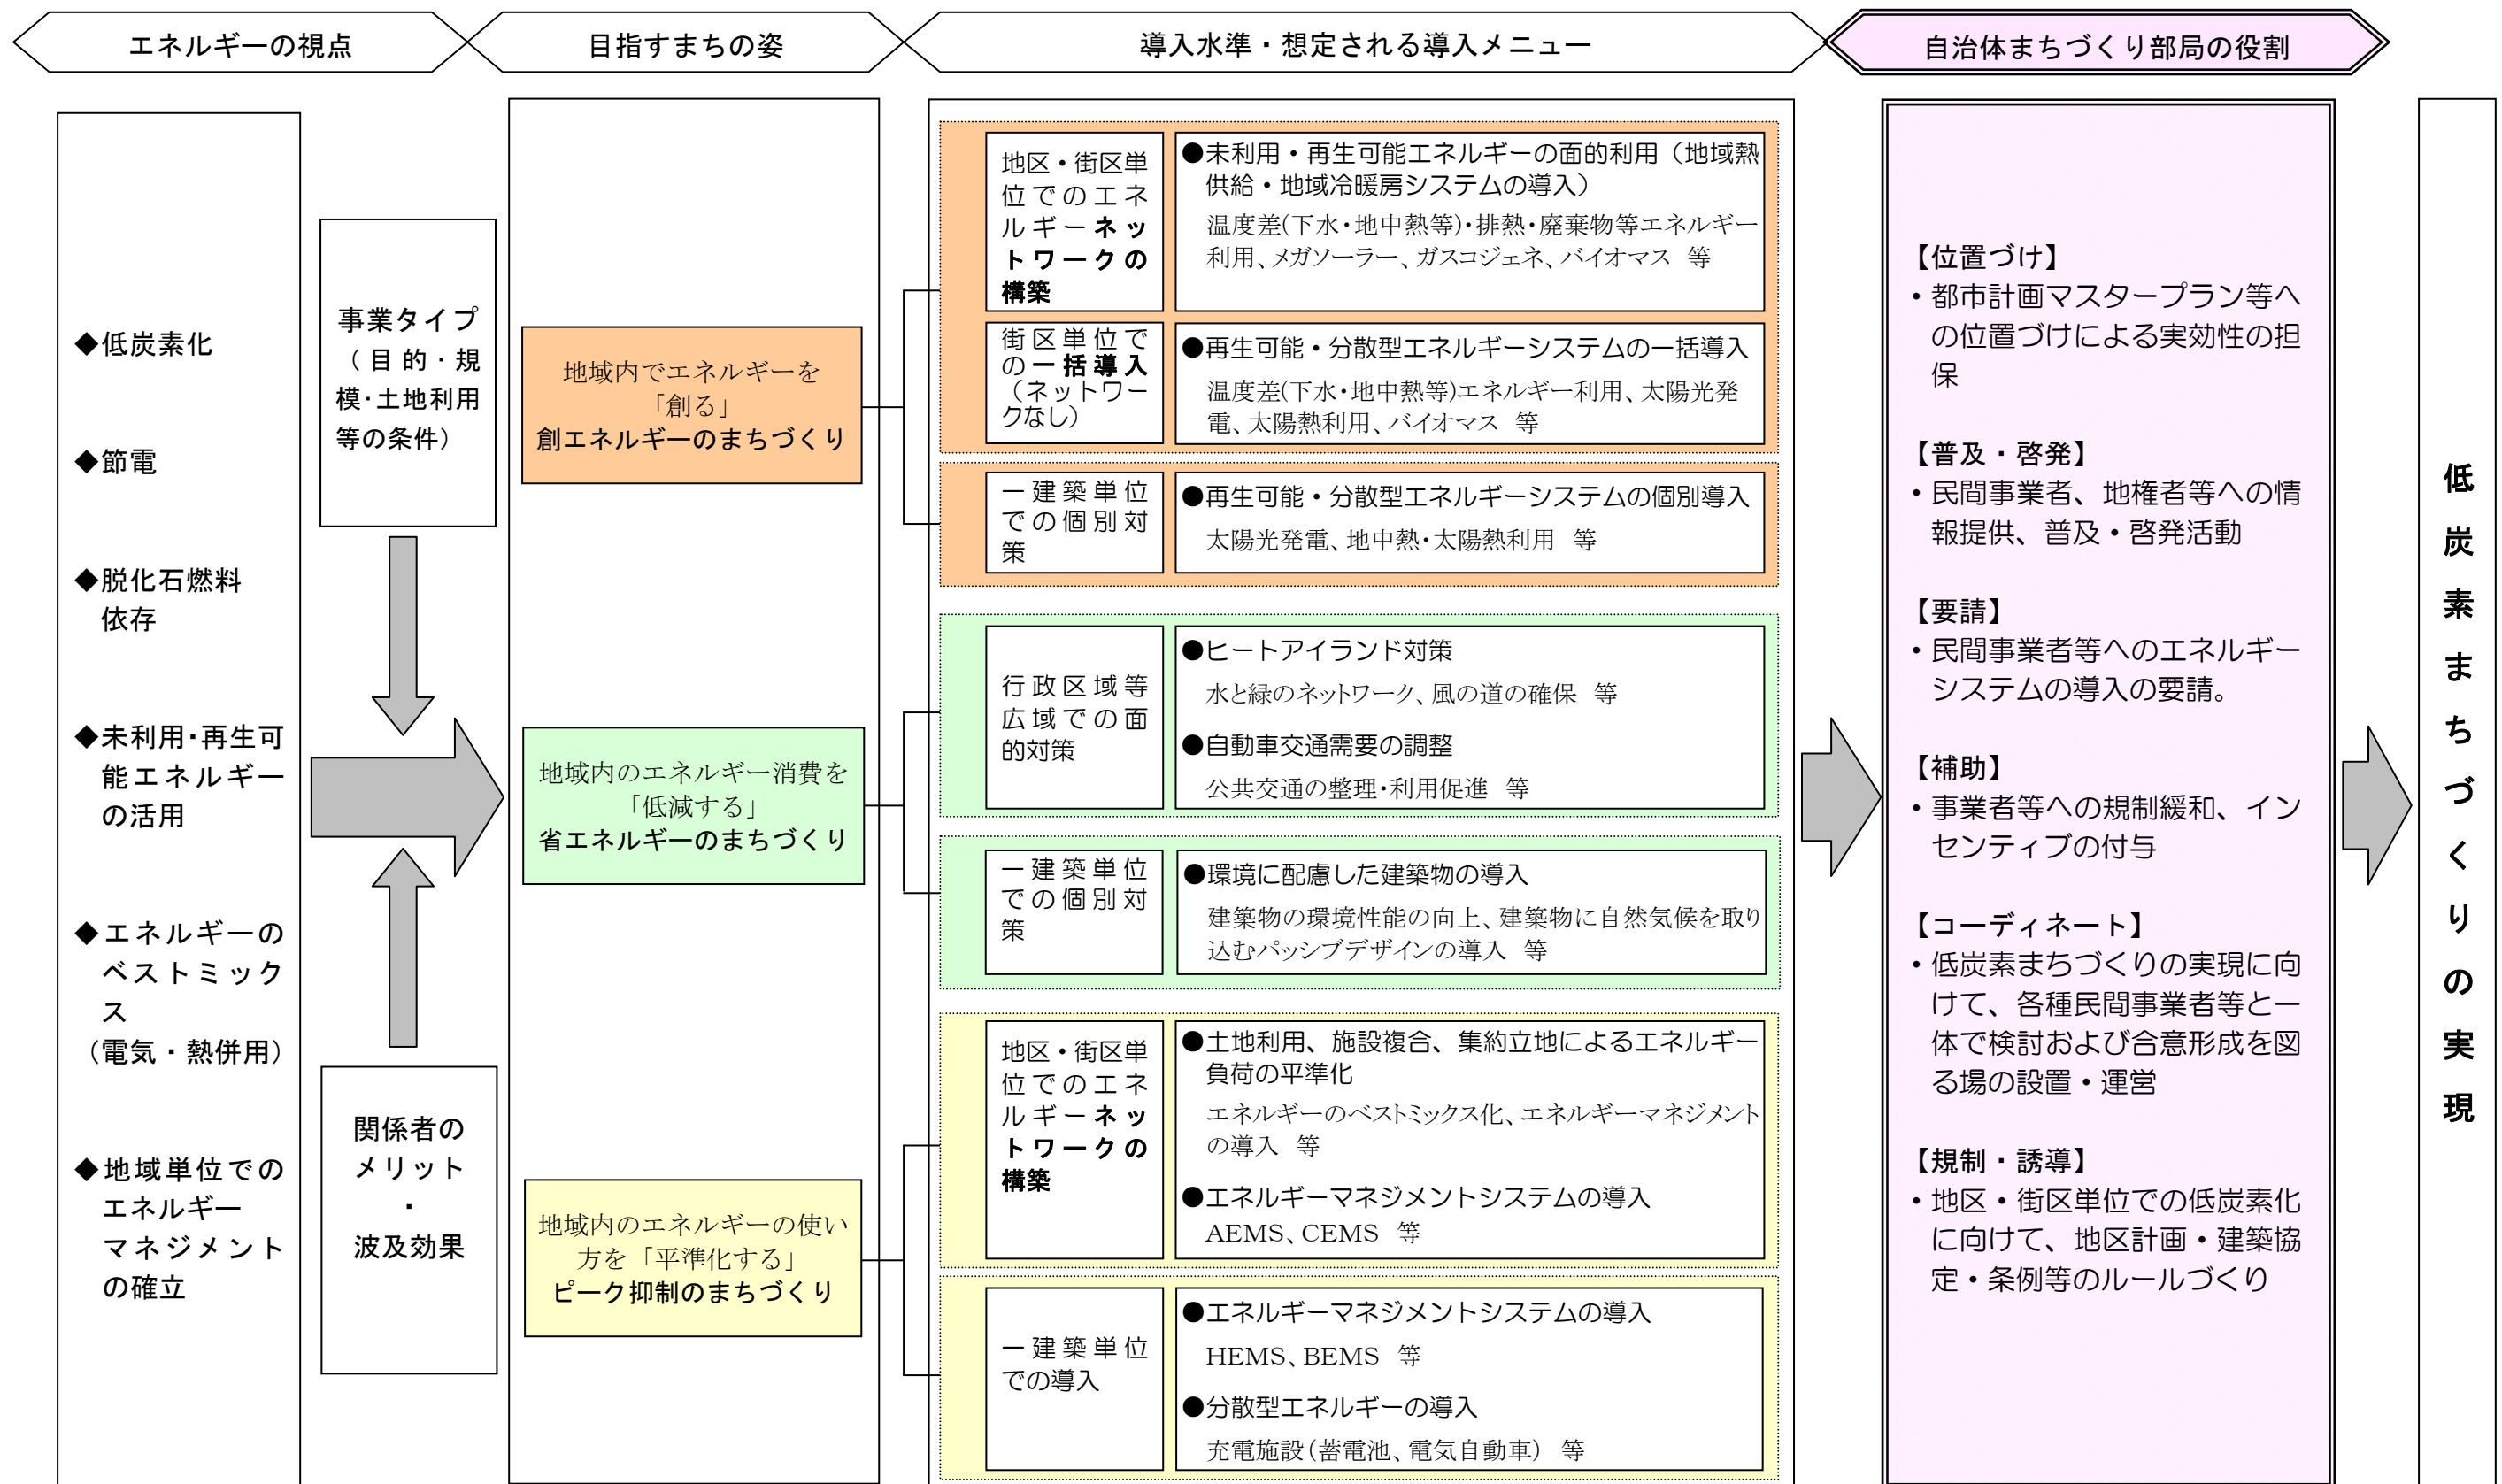 エネルギーの視点
目指すまちの姿
導入水準・想定される導入メニュー
自治体まちづくり部局の役割
◆低炭素化
◆節電
◆脱化石燃料
依存
◆未利用・再生可
能エネルギー
の活用
◆エネルギーの
ベストミック
ス
（電気・熱併用）
◆地域単位での
エネルギー
マネジメント
の確立
事業タイプ
（目的・規
模・土地利用
等の条件）
関係者の
メリット
・
波及効果
地域内でエネルギーを
「創る」
創エネルギーのまちづくり
地域内のエネルギー消費を
「低減する」
省エネルギーのまちづくり
地域内のエネルギーの使い
方を「平準化する」
ピーク抑制のまちづくり
地区・街区単
位でのエネ
ルギーネッ
トワークの
構築
●未利用・再生可能エネルギーの面的利用（地域熱
供給・地域冷暖房システムの導入）
温度差(下水・地中熱等)・排熱・廃棄物等エネルギー
利用、メガソーラー、ガスコジェネ、バイオマス 等
街区単位で
の一括導入
（ネットワー
クなし）
●再生可能・分散型エネルギーシステムの一括導入
温度差(下水・地中熱等)エネルギー利用、太陽光発
電、太陽熱利用、バイオマス 等
一建築単位
での個別対
策
●再生可能・分散型エネルギーシステムの個別導入
太陽光発電、地中熱・太陽熱利用 等
行政区域等
広域での面
的対策
●ヒートアイランド対策
水と緑のネットワーク、風の道の確保 等
●自動車交通需要の調整
公共交通の整理・利用促進 等
一建築単位
での個別対
策
●環境に配慮した建築物の導入
建築物の環境性能の向上、建築物に自然気候を取り
込むパッシブデザインの導入 等
地区・街区単
位でのエネ
ルギーネッ
トワークの
構築
●土地利用、施設複合、集約立地によるエネルギー
負荷の平準化
エネルギーのベストミックス化、エネルギーマネジメント
の導入 等
●エネルギーマネジメントシステムの導入
AEMS、CEMS 等
一建築単位
での導入
●エネルギーマネジメントシステムの導入
HEMS、BEMS 等
●分散型エネルギーの導入
充電施設（蓄電池、電気自動車） 等
【位置づけ】
・都市計画マスタープラン等へ
の位置づけによる実効性の担
保
【普及・啓発】
・民間事業者、地権者等への情
報提供、普及・啓発活動
【要請】
・民間事業者等へのエネルギー
システムの導入の要請。
【補助】
・事業者等への規制緩和、イン
センティブの付与
【コーディネート】
・低炭素まちづくりの実現に向
けて、各種民間事業者等と一
体で検討および合意形成を図
る場の設置・運営
【規制・誘導】
・地区・街区単位での低炭素化
に向けて、地区計画・建築協
定・条例等のルールづくり
低炭素まちづくりの実現